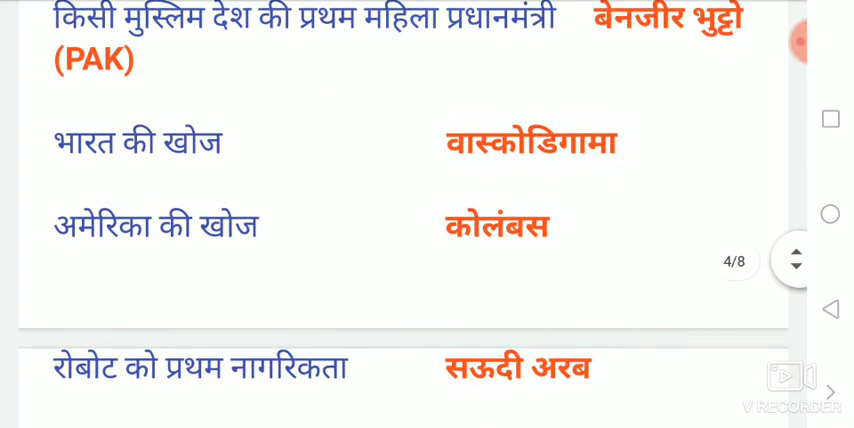 किसी मुस्लिम देश की प्रथम महिला प्रधानमंत्री बेनजीर भुट्टो
(PAK)
भारत की खोज वास्कोडिगामा
अमेरिका की खोज कोलंबस
4/8
रोबोट को प्रथम नागरिकता सऊदी अरब
V RECORDER